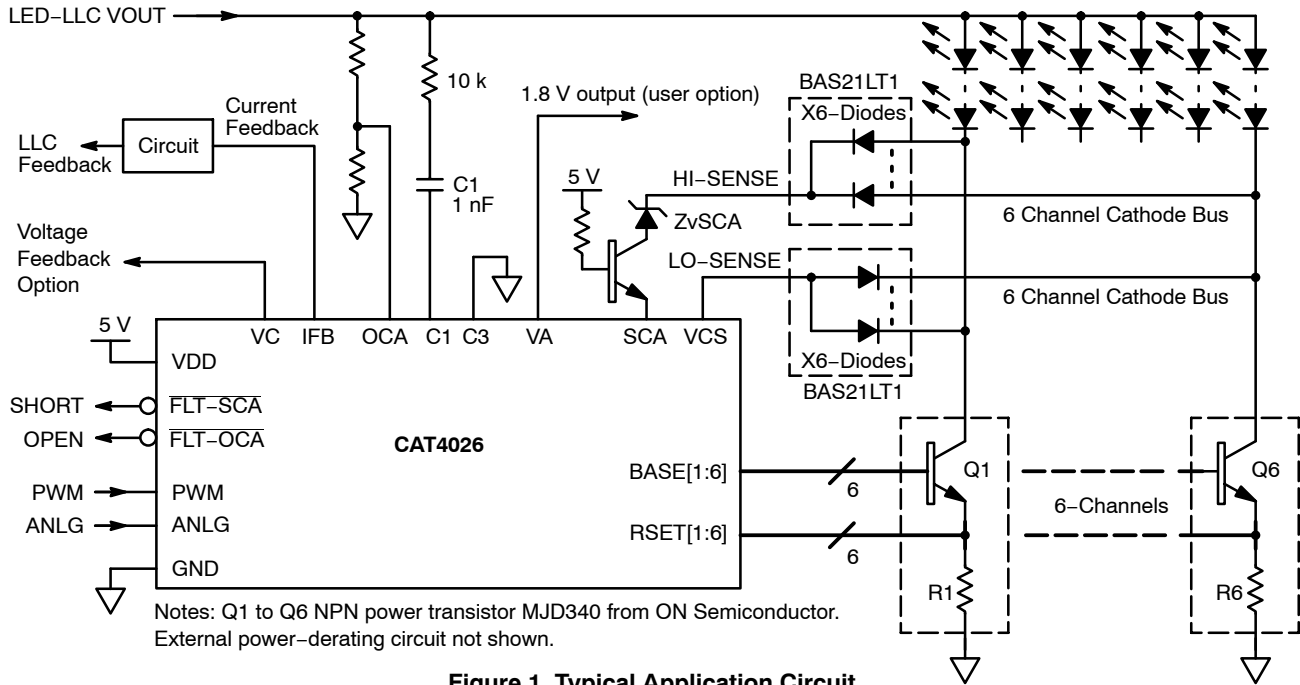 LED−LLC VOUT
10 k
1.8 V output (user option)
BAS21LT1
X6−Diodes
Current
Feedback
LLC
Feedback
Circuit
C1
1 nF
5 V
HI−SENSE
ZvSCA
6 Channel Cathode Bus
Voltage
Feedback
Option
LO−SENSE
6 Channel Cathode Bus
X6−Diodes
BAS21LT1
5 V
VC IFB OCA C1 C3 VA SCA VCS
VDD
SHORT FLT−SCA
OPEN FLT−OCA
CAT4026
PWM PWM
ANLG ANLG
GND
BASE[1:6]
6
RSET[1:6]
6
Q1
6−Channels
Q6
R1
R6
Notes: Q1 to Q6 NPN power transistor MJD340 from ON Semiconductor.
External power−derating circuit not shown.
Figure 1. Typical Application Circuit